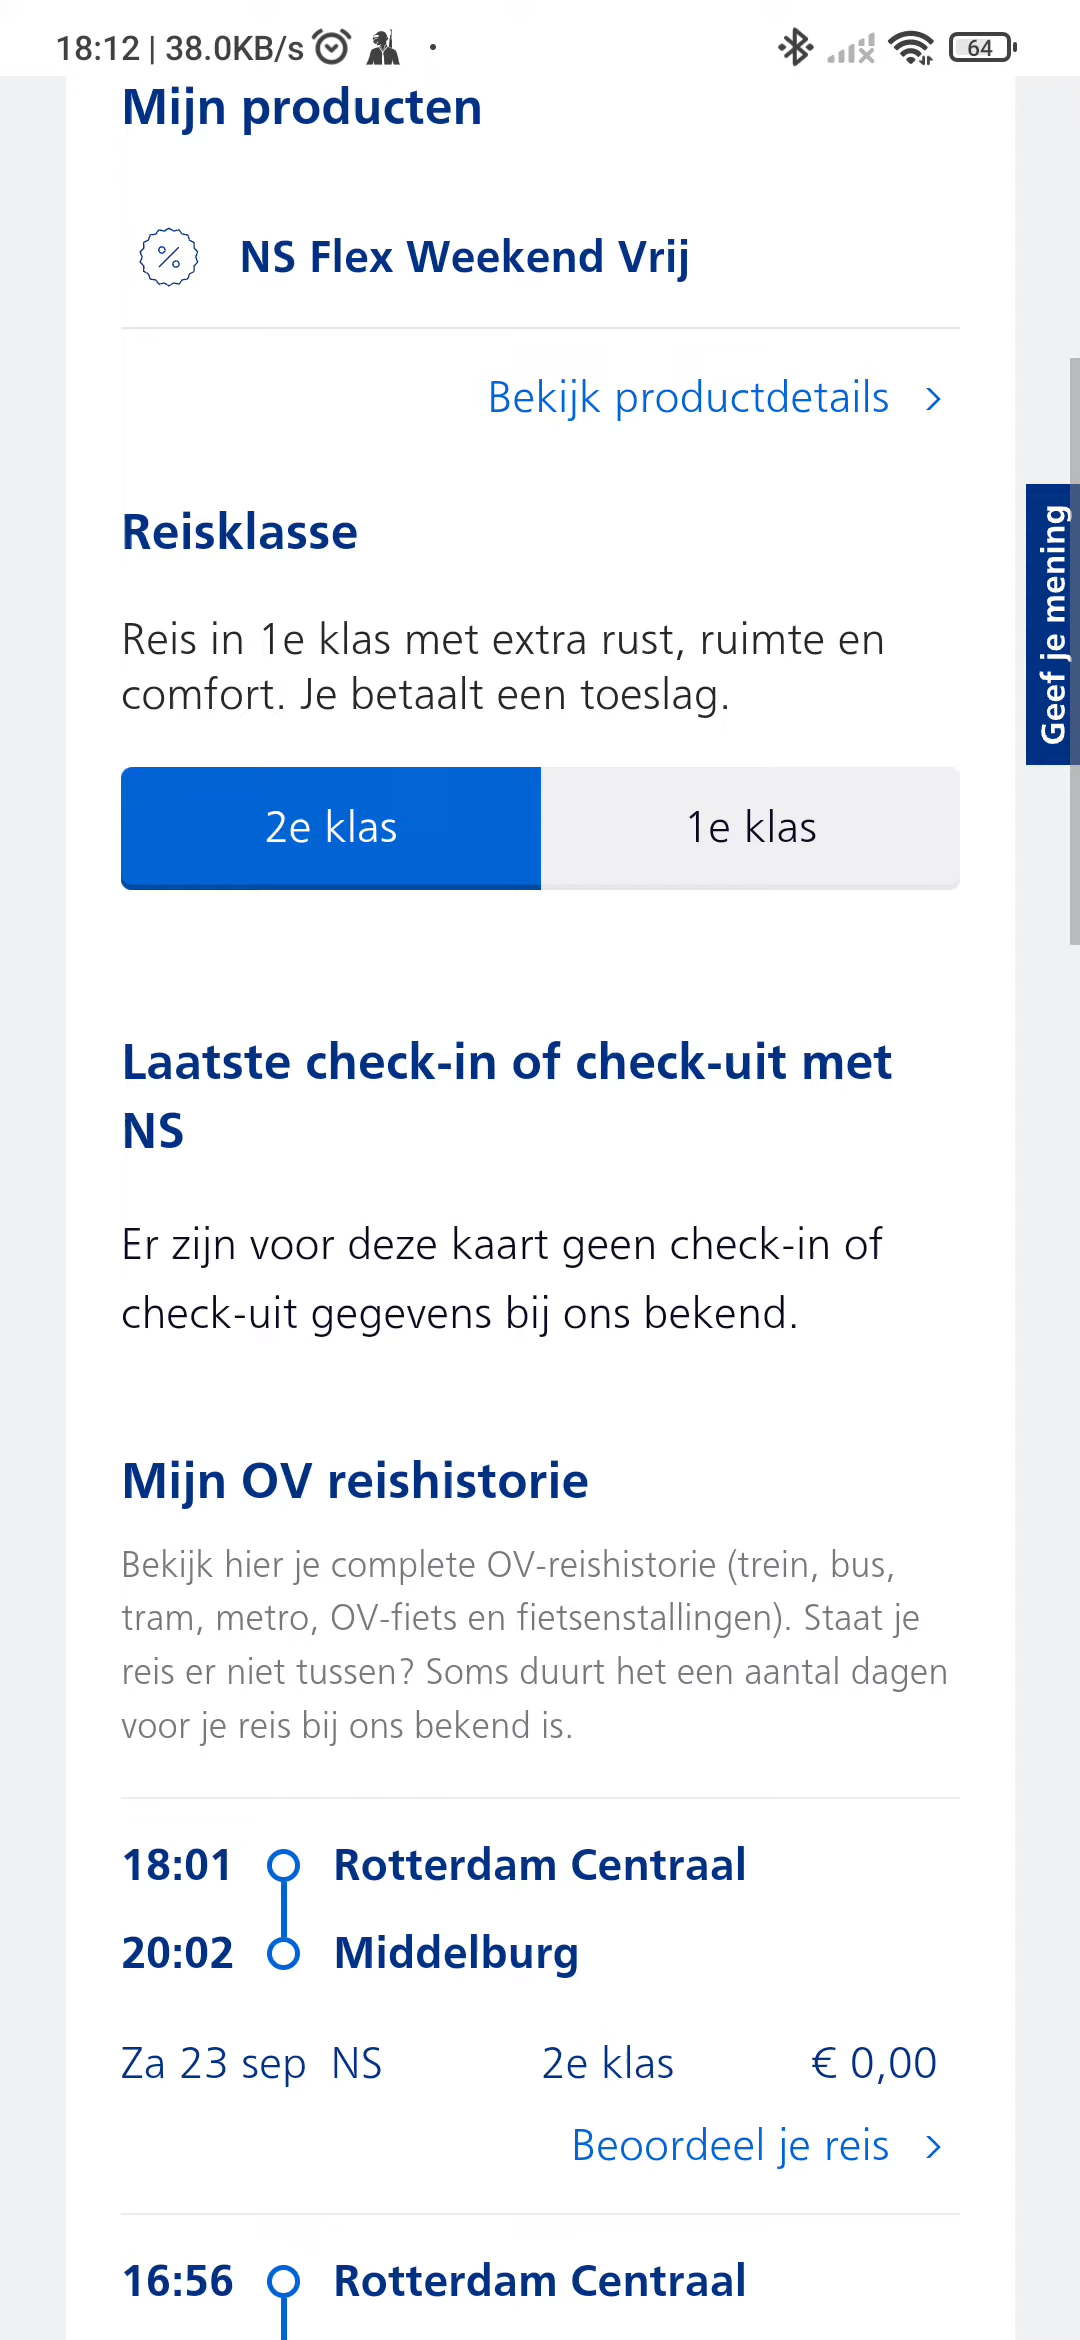 18:12 | 38.0KB/s
64
Mijn producten
NS Flex Weekend Vrij
Bekijk productdetails
Geef je mening
Reisklasse
Reis in 1e klas met extra rust, ruimte en
comfort. Je betaalt een toeslag.
2e klas 1e klas
Laatste check-in of check-uit met
NS
Er zijn voor deze kaart geen check-in of
check-uit gegevens bij ons bekend.
Mijn OV reishistorie
Bekijk hier je complete OV-reishistorie (trein, bus,
tram, metro, OV-fiets en fietsenstallingen). Staat je
reis er niet tussen? Soms duurt het een aantal dagen
voor je reis bij ons bekend is.
18:01 Rotterdam Centraal
20:02 Middelburg
Za 23 sep NS 2e klas € 0,00
Beoordeel je reis
16:56 Rotterdam Centraal